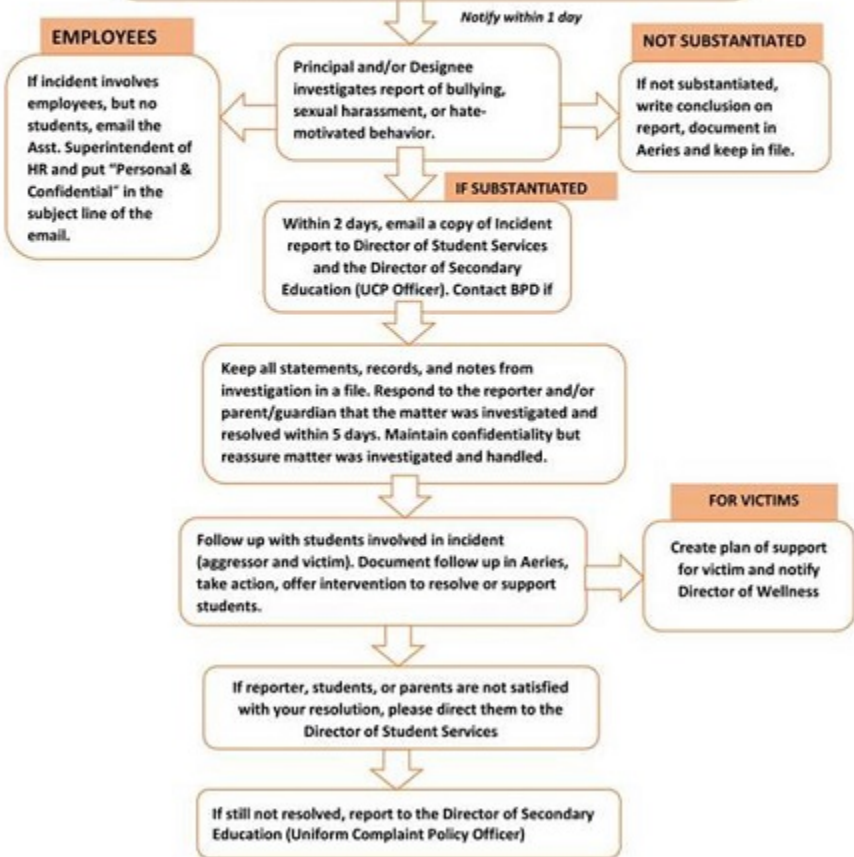 Notify within 1 day
EMPLOYEES
If incident involves
employees, but no
students, email the
Asst. Superintendent of
HR and put "Personal &
Confidential" in the
subject line of the
email.
Principal and/or Designee
investigates report of bullying,
sexual harassment, or hate-
motivated behavior.
NOT SUBSTANTIATED
If not substantiated,
write conclusion on
report, document in
Aeries and keep in file.
IF SUBSTANTIATED
Within 2 days, email a copy of Incident
report to Director of Student Services
and the Director of Secondary
Education (UCP Officer). Contact BPD if
Keep all statements, records, and notes from
investigation in a file. Respond to the reporter and/or
parent/guardian that the matter was investigated and
resolved within 5 days. Maintain confidentiality but
reassure matter was investigated and handled.
Follow up with students involved in incident
(aggressor and victim). Document follow up in Aeries,
take action, offer intervention to resolve or support
students.
FOR VICTIMS
Create plan of support
for victim and notify
Director of Wellness
If reporter, students, or parents are not satisfied
with your resolution, please direct them to the
Director of Student Services
If still not resolved, report to the Director of Secondary
Education (Uniform Complaint Policy Officer)